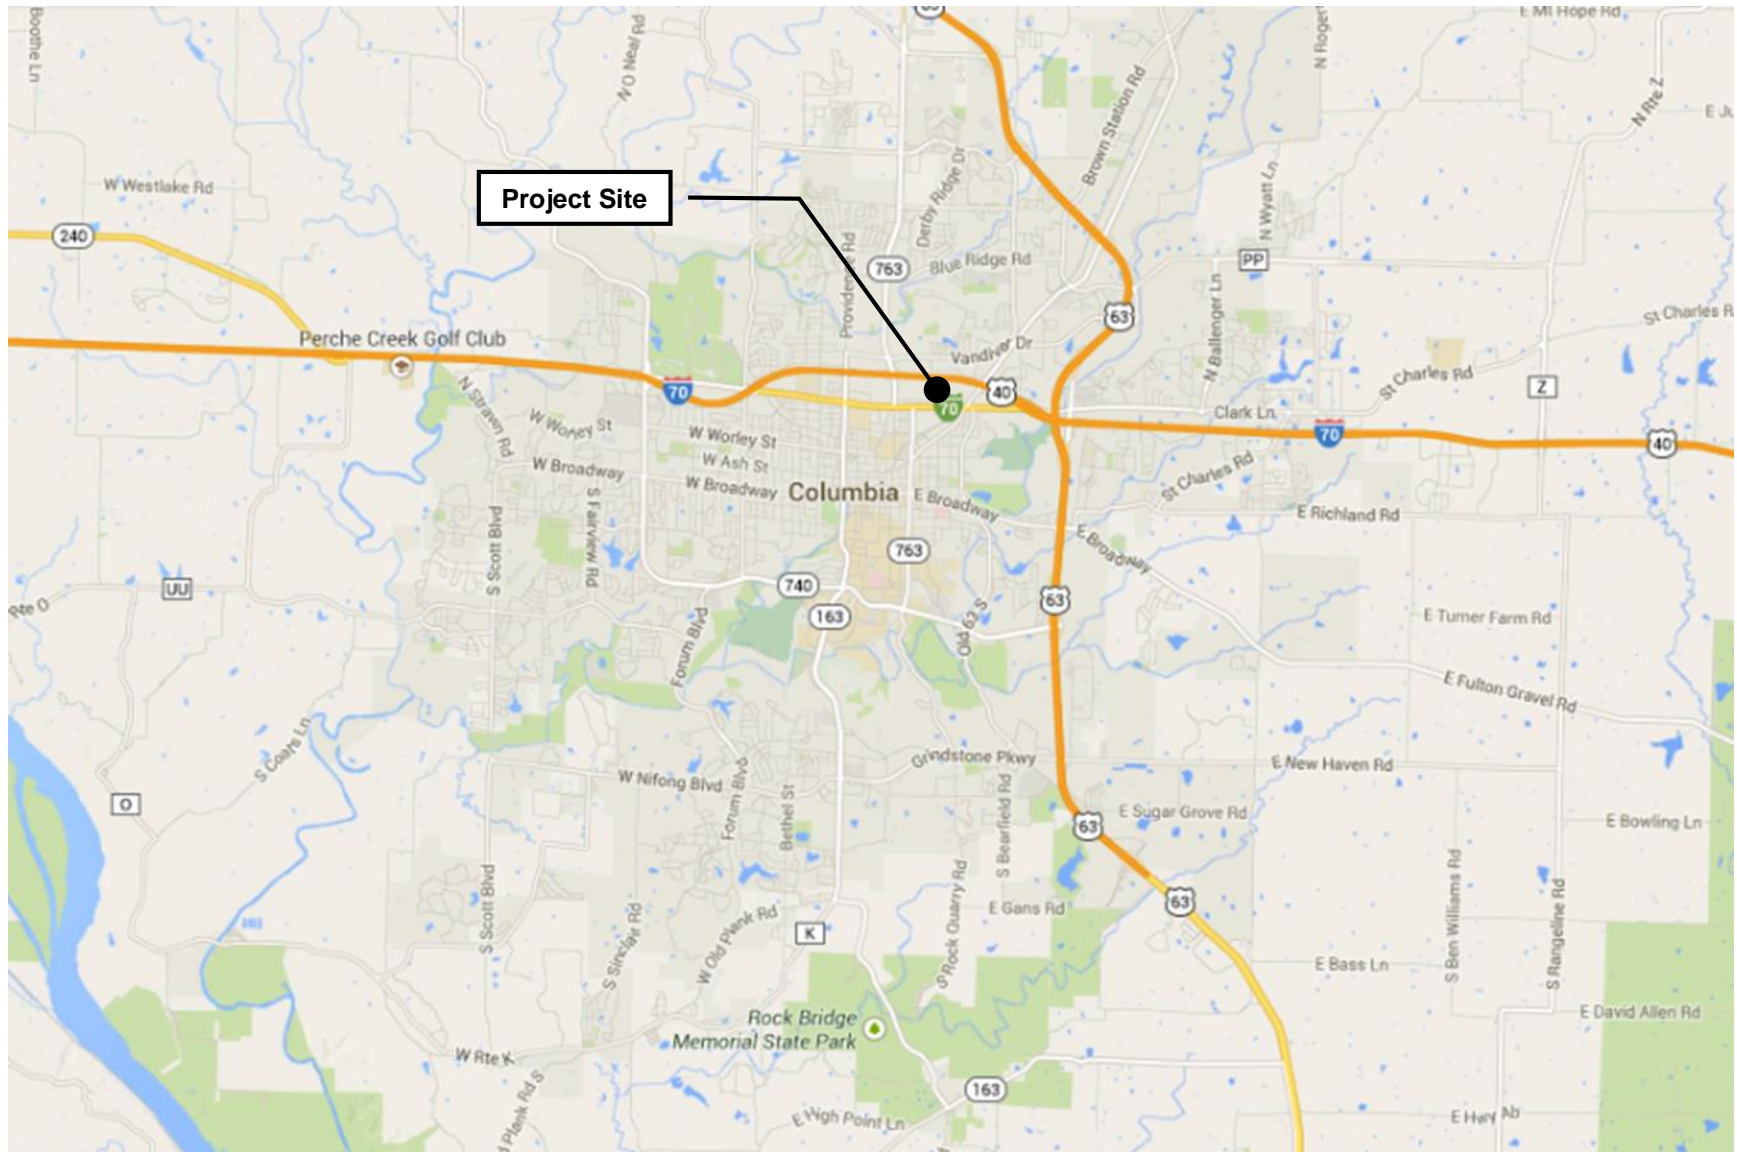 Boothe Ln
N O Neal Rd
63
E Mt Hope Rd
N Rte Z
Brown Station Rd
W Westlake Rd
Project Site
Derby Ridge Dr
N Wyatt Ln
240
Providence Rd
763
Blue Ridge Rd
PP
N Ballenger Ln
63
Perche Creek Golf Club
Vandiver Dr
St Charles Rd
70
40
70
Z
N Strawn Rd
Clark Ln
70
40
W Worley St
W Worley St
W Ash St
W Broadway
W Broadway
Columbia
E Broadway
St Charles Rd
E Richland Rd
S Scott Blvd
S Fairview Rd
763
E Broadway
UU
740
63
163
E Turner Farm Rd
Forum Blvd
Old 63 S
E Fulton Gravel Rd
S Coats Ln
Grindstone Pkwy
E New Haven Rd
W Nifong Blvd
Forum Blvd
Bethel St
S Bearfield Rd
O
E Sugar Grove Rd
63
E Bowling Ln
S Scott Blvd
S Rock Quarry Rd
E Gans Rd
63
S Ben Williams Rd
S Rangeline Rd
S Sinclair Rd
W Old Plank Rd
K
E Bass Ln
Rock Bridge
Memorial State Park
E David Allen Rd
W Rte K
Plank Rd S
163
E High Point Ln
E Hwy Ab